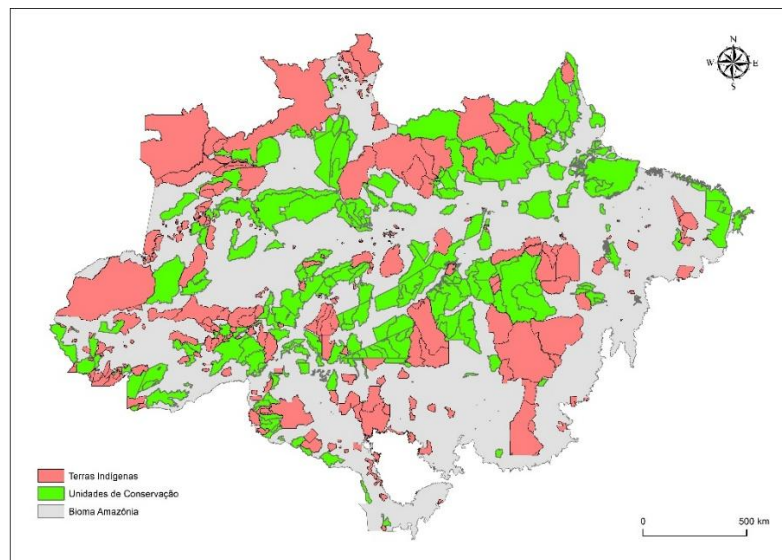 N
W E
S
Terras Indígenas
Unidades de Conservação
Bioma Amazônia
0 500 km